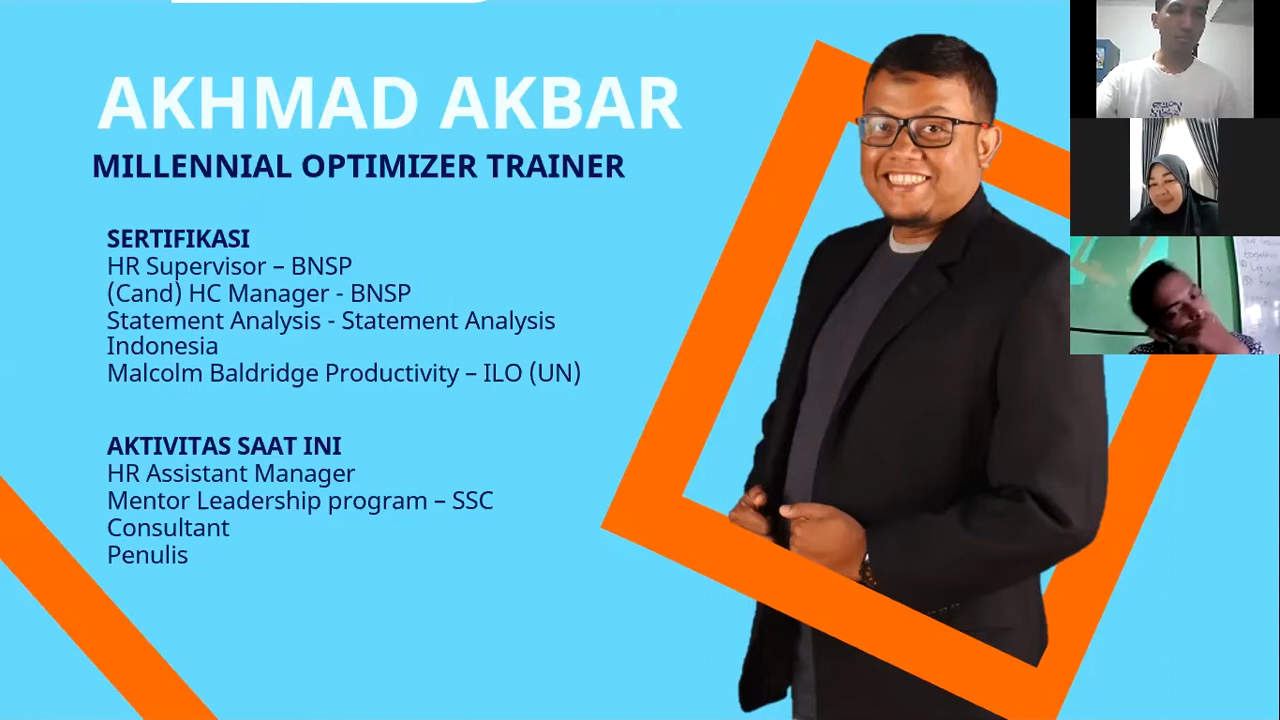 AKHMAD AKBAR
MILLENNIAL OPTIMIZER TRAINER
SERTIFIKASI
HR Supervisor – BNSP
(Cand) HC Manager - BNSP
Statement Analysis - Statement Analysis
Indonesia
Malcolm Baldridge Productivity – ILO (UN)
AKTIVITAS SAAT INI
HR Assistant Manager
Mentor Leadership program – SSC
Consultant
Penulis